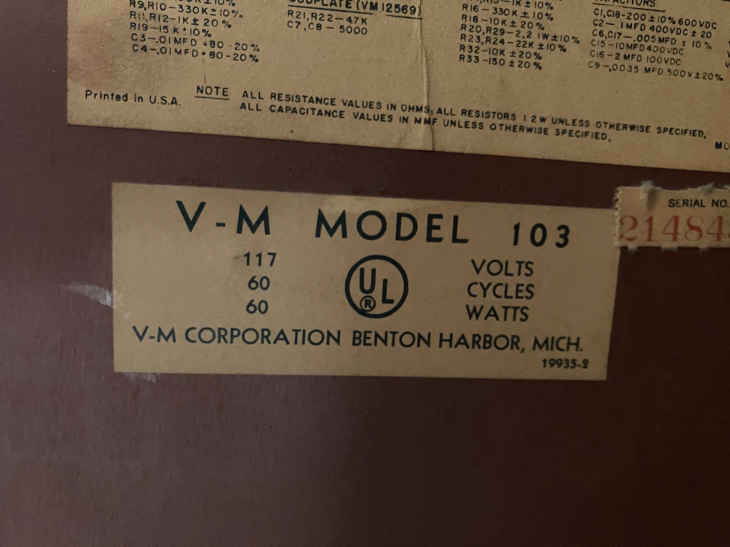 R9,R10-330K±10%
R11,R12-1K±20%
R19-15K±10%
C3-.01MFD+80-20%
C4-.01MFD+80-20%
COUPLATE (VM12569)
R21,R22-47K
C7,C8-5000
R16-330K±10%
R18-10K±20%
R20,R29-2.2 1W±10%
R23,R24-22K±10%
R32-10K±20%
R33-150±20%
CAPACITORS
C1,C18-200±10% 600VDC
C2-.1MFD 400VDC±20
C6,C17-.005MFD±10%
C15-10MFD 400VDC
C16-2MFD 100VDC
C9-.0035 MFD 500V±20%
Printed in U.S.A.
NOTE ALL RESISTANCE VALUES IN OHMS, ALL RESISTORS 1/2W UNLESS OTHERWISE SPECIFIED,
ALL CAPACITANCE VALUES IN MMF UNLESS OTHERWISE SPECIFIED.
V-M MODEL 103
117 VOLTS
60 CYCLES
60 WATTS
UL
®
V-M CORPORATION BENTON HARBOR, MICH.
19935-2
SERIAL NO.
21484